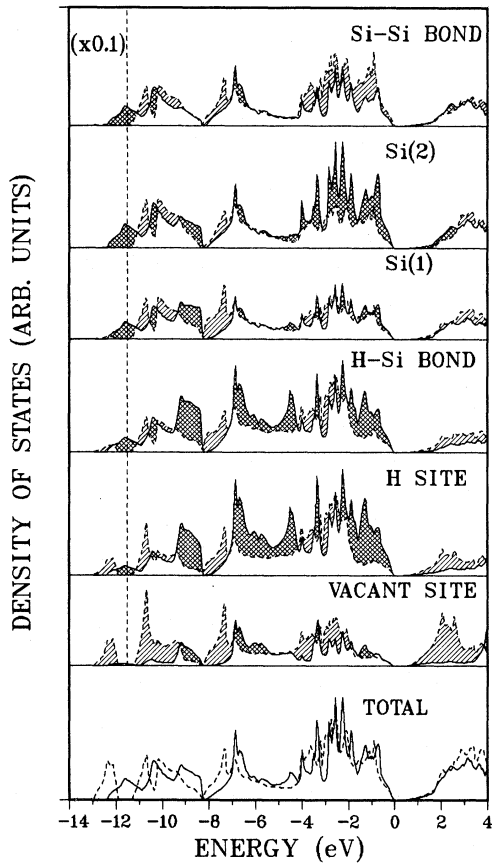 (x0.1)
Si-Si BOND
Si(2)
Si(1)
H-Si BOND
H SITE
VACANT SITE
TOTAL
DENSITY OF STATES (ARB. UNITS)
-14 -12 -10 -8 -6 -4 -2 0 2 4
ENERGY (eV)